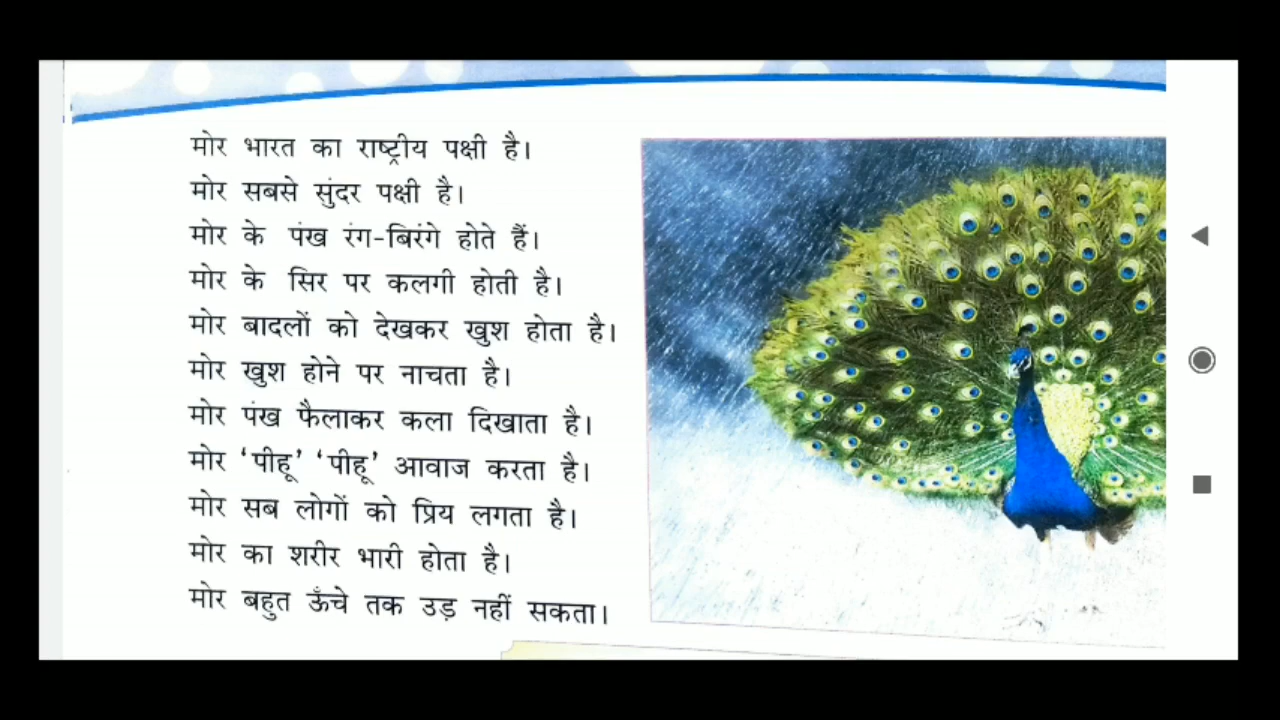 मोर भारत का राष्ट्रीय पक्षी है।
मोर सबसे सुंदर पक्षी है।
मोर के पंख रंग-बिरंगे होते हैं।
मोर के सिर पर कलगी होती है।
मोर बादलों को देखकर खुश होता है।
मोर खुश होने पर नाचता है।
मोर पंख फैलाकर कला दिखाता है।
मोर ‘पीहू’ ‘पीहू’ आवाज करता है।
मोर सब लोगों को प्रिय लगता है।
मोर का शरीर भारी होता है।
मोर बहुत ऊँचे तक उड़ नहीं सकता।